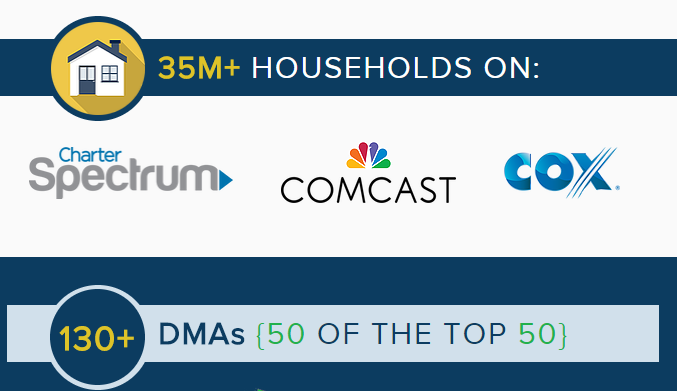 35M+ HOUSEHOLDS ON:
Charter
Spectrum
COMCAST
COX
130+ DMAs {50 OF THE TOP 50}